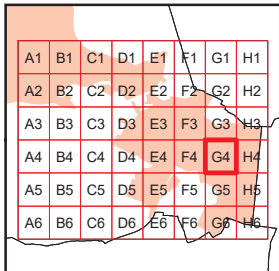 A1 B1 C1 D1 E1 F1 G1 H1
A2 B2 C2 D2 E2 F2 G2 H2
A3 B3 C3 D3 E3 F3 G3 H3
A4 B4 C4 D4 E4 F4 G4 H4
A5 B5 C5 D5 E5 F5 G5 H5
A6 B6 C6 D6 E6 F6 G6 H6